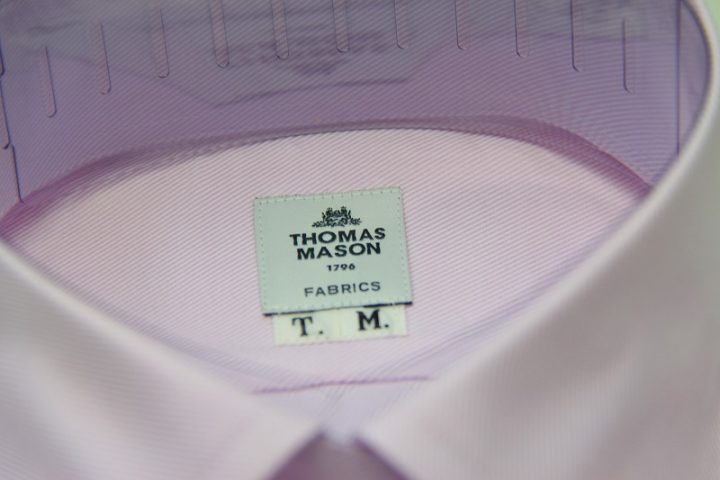 THOMAS
MASON
1796
FABRICS
T. M.